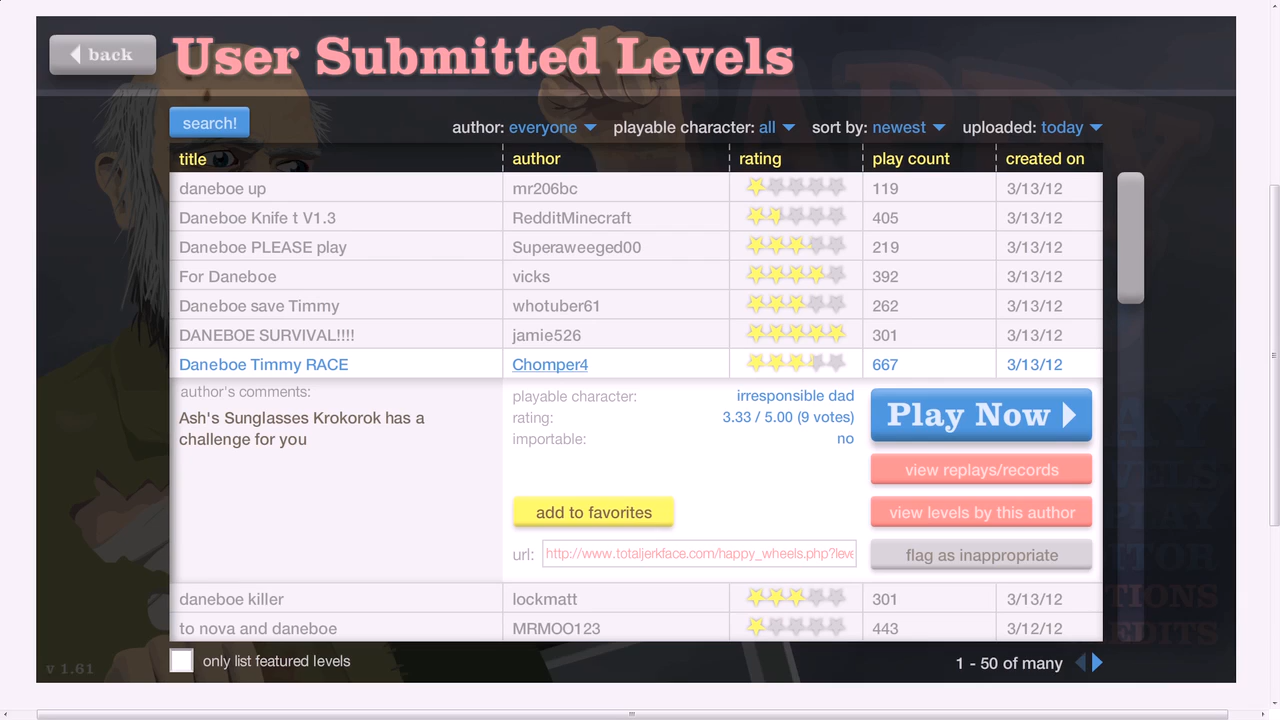 back
User Submitted Levels
search!
author: everyone playable character: all sort by: newest uploaded: today
title author rating play count created on
daneboe up mr206bc 119 3/13/12
Daneboe Knife t V1.3 RedditMinecraft 405 3/13/12
Daneboe PLEASE play Superaweeged00 219 3/13/12
For Daneboe vicks 392 3/13/12
Daneboe save Timmy whotuber61 262 3/13/12
DANEBOE SURVIVAL!!!! jamie526 301 3/13/12
Daneboe Timmy RACE Chomper4 667 3/13/12
author's comments:
Ash's Sunglasses Krokorok has a
challenge for you
playable character: irresponsible dad
rating: 3.33 / 5.00 (9 votes)
importable: no
add to favorites
url: http://www.totaljerkface.com/happy_wheels.php?leve
Play Now
view replays/records
view levels by this author
flag as inappropriate
daneboe killer lockmatt 301 3/13/12
to nova and daneboe MRMOO123 443 3/12/12
only list featured levels
1 - 50 of many
v 1.61